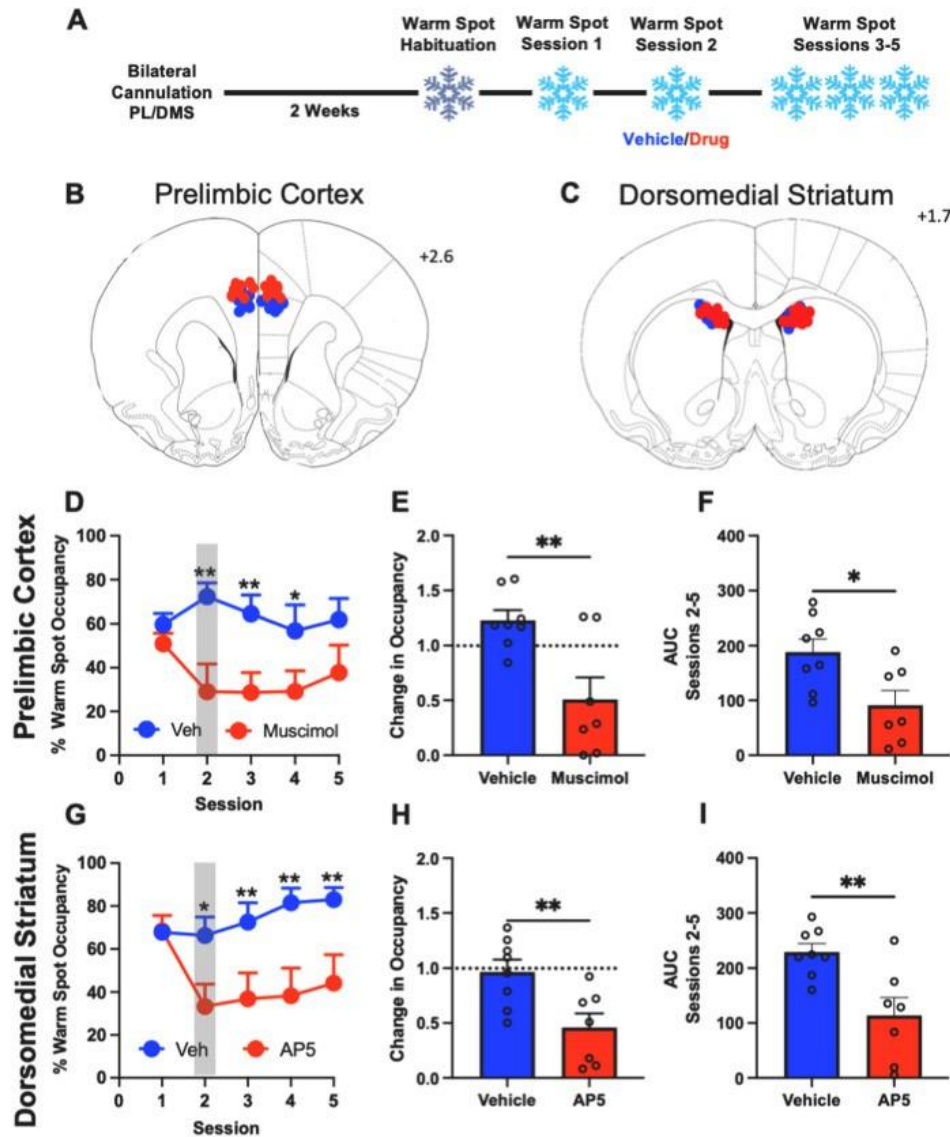 A
Warm Spot
Habituation
Warm Spot
Session 1
Warm Spot
Session 2
Warm Spot
Sessions 3-5
Bilateral
Cannulation
PL/DMS
2 Weeks
Vehicle/Drug
B
Prelimbic Cortex
+2.6
C
Dorsomedial Striatum
+1.7
Prelimbic Cortex
D
% Warm Spot Occupancy
100
80
60
40
20
0
** ** *
Veh Muscimol
0 1 2 3 4 5
Session
E
Change in Occupancy
2.0
1.5
1.0
0.5
0.0
**
Vehicle Muscimol
F
AUC
Sessions 2-5
400
300
200
100
0
*
Vehicle Muscimol
Dorsomedial Striatum
G
% Warm Spot Occupancy
100
80
60
40
20
0
* ** ** **
Veh AP5
0 1 2 3 4 5
Session
H
Change in Occupancy
2.0
1.5
1.0
0.5
0.0
**
Vehicle AP5
I
AUC
Sessions 2-5
400
300
200
100
0
**
Vehicle AP5